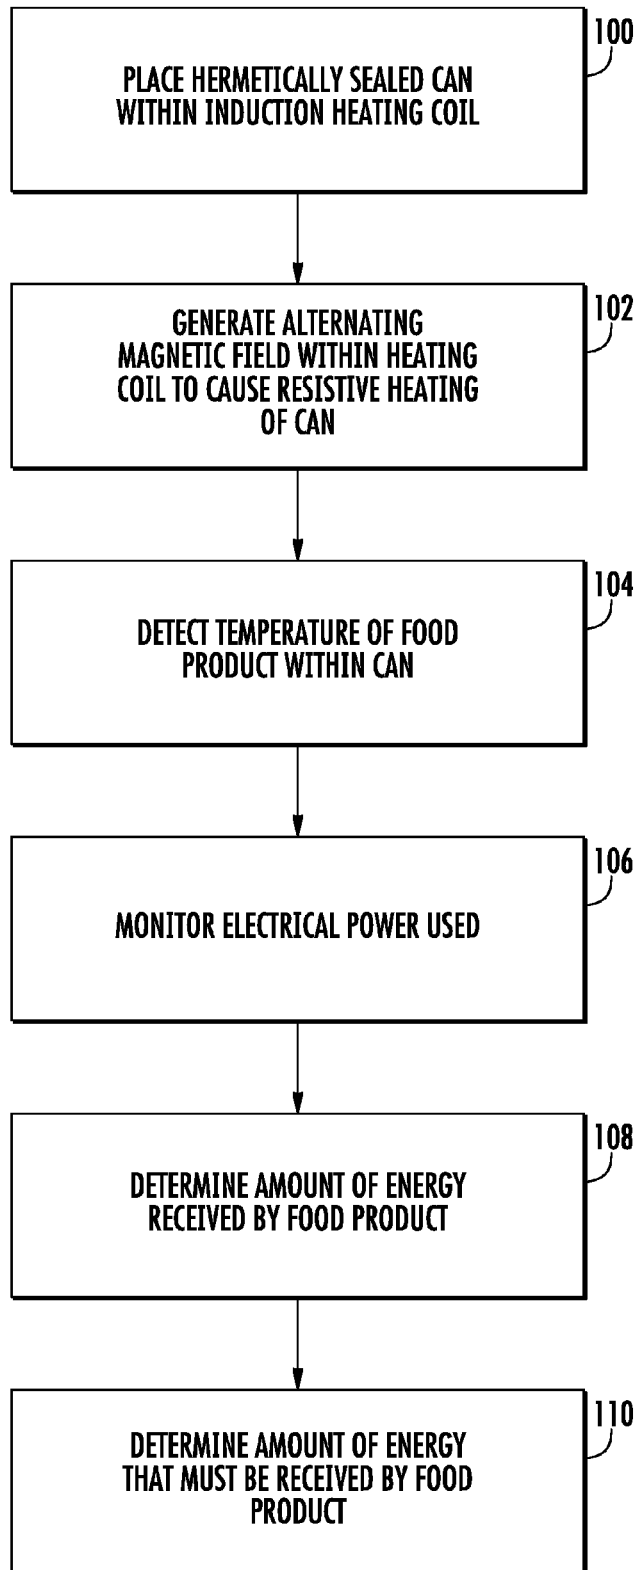 100
PLACE HERMETICALLY SEALED CAN
WITHIN INDUCTION HEATING COIL
102
GENERATE ALTERNATING
MAGNETIC FIELD WITHIN HEATING
COIL TO CAUSE RESISTIVE HEATING
OF CAN
104
DETECT TEMPERATURE OF FOOD
PRODUCT WITHIN CAN
106
MONITOR ELECTRICAL POWER USED
108
DETERMINE AMOUNT OF ENERGY
RECEIVED BY FOOD PRODUCT
110
DETERMINE AMOUNT OF ENERGY
THAT MUST BE RECEIVED BY FOOD
PRODUCT